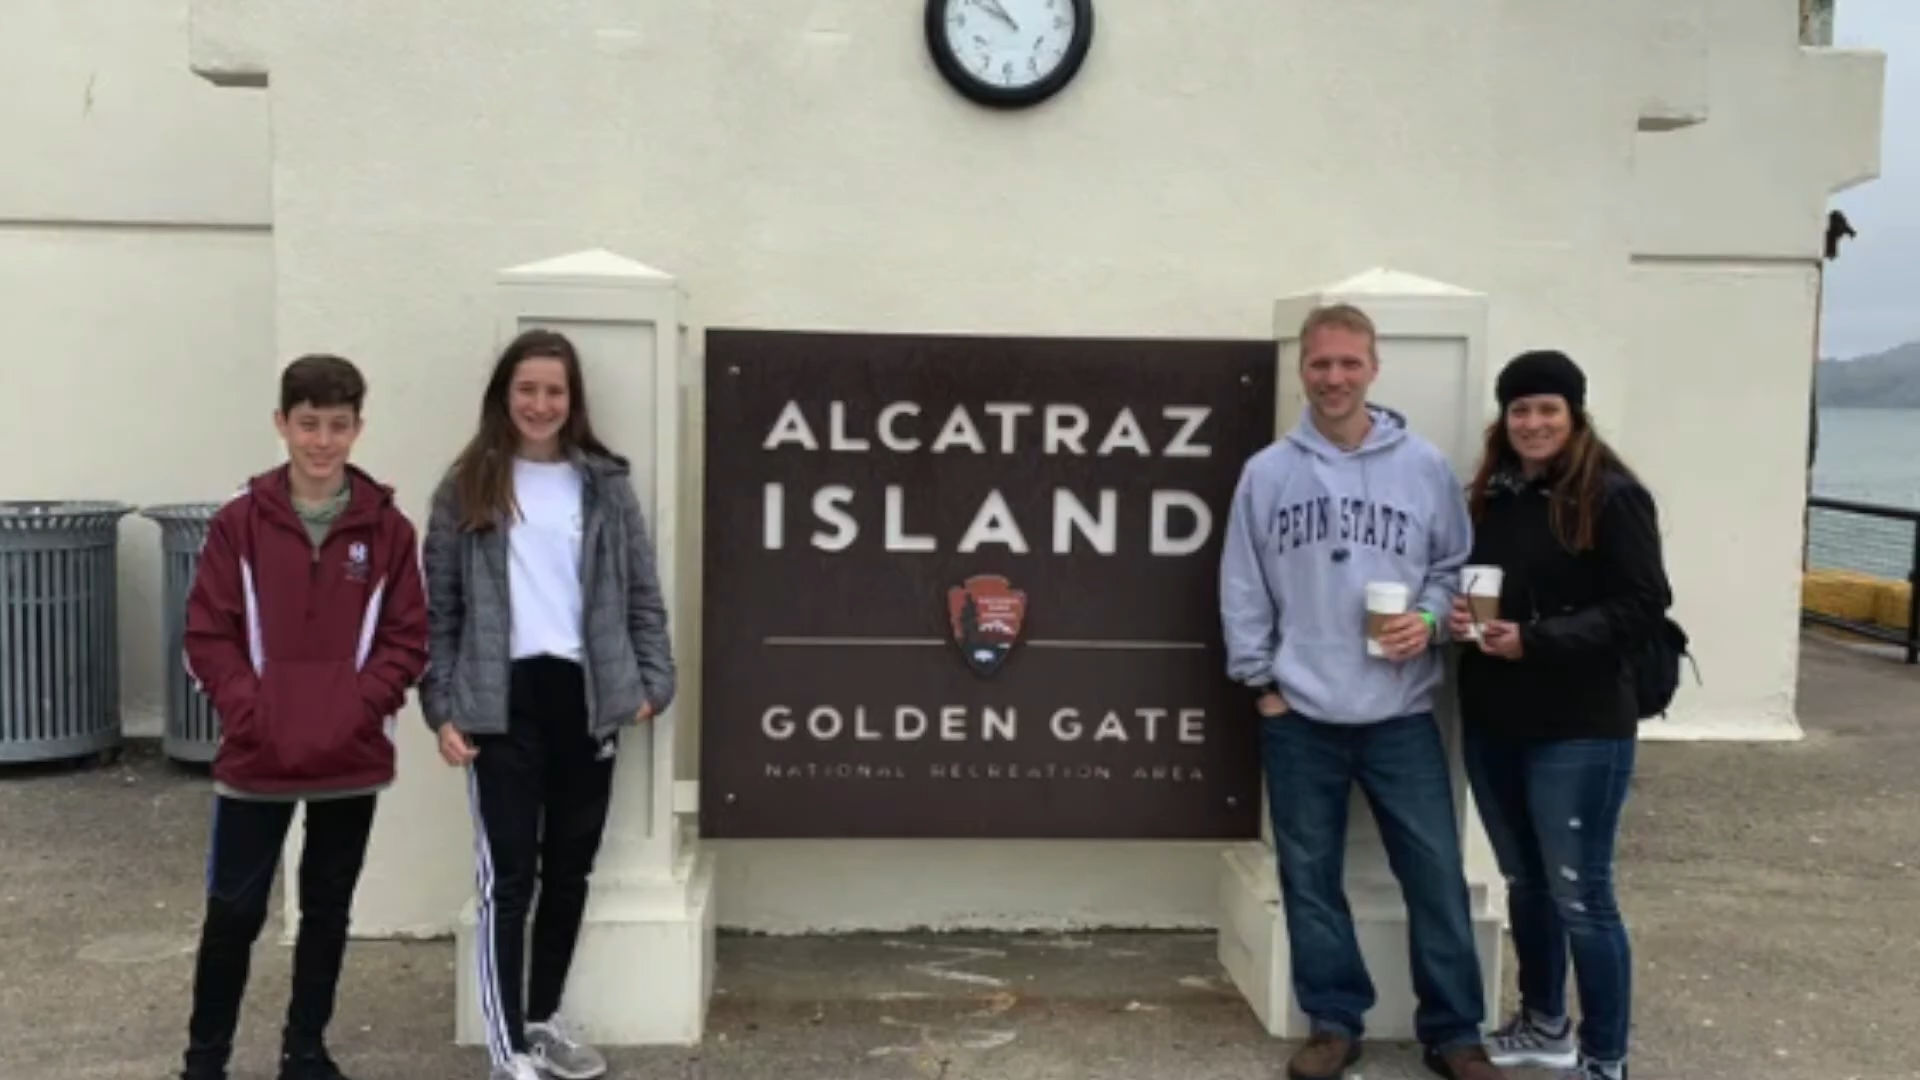 ALCATRAZ
ISLAND
GOLDEN GATE
NATIONAL RECREATION AREA
PENN STATE